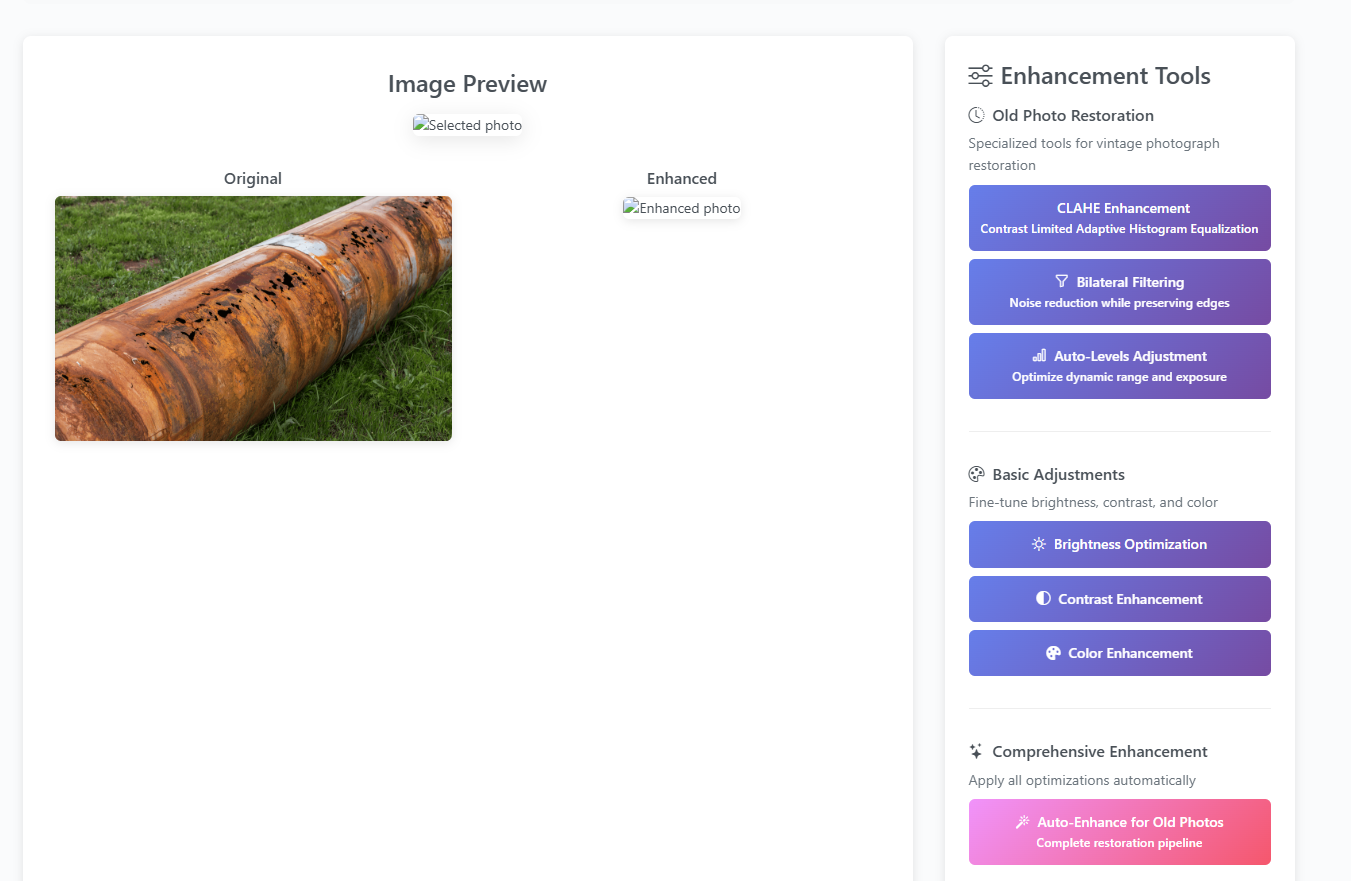 Image Preview
Selected photo
Original
Enhanced
Enhanced photo
Enhancement Tools
Old Photo Restoration
Specialized tools for vintage photograph
restoration
CLAHE Enhancement
Contrast Limited Adaptive Histogram Equalization
Bilateral Filtering
Noise reduction while preserving edges
Auto-Levels Adjustment
Optimize dynamic range and exposure
Basic Adjustments
Fine-tune brightness, contrast, and color
Brightness Optimization
Contrast Enhancement
Color Enhancement
Comprehensive Enhancement
Apply all optimizations automatically
Auto-Enhance for Old Photos
Complete restoration pipeline